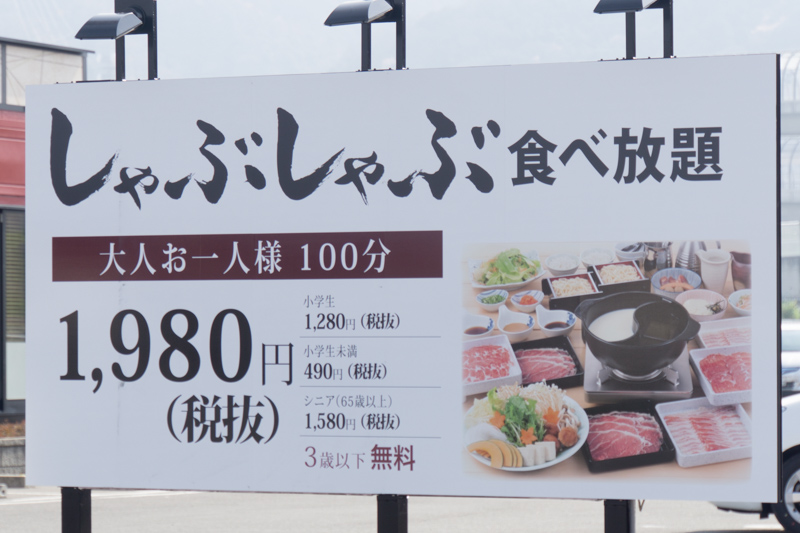 しゃぶしゃぶ食べ放題
大人お一人様 100分
1,980円
(税抜)
小学生
1,280円(税抜)
小学生未満
490円(税抜)
シニア(65歳以上)
1,580円(税抜)
3歳以下 無料